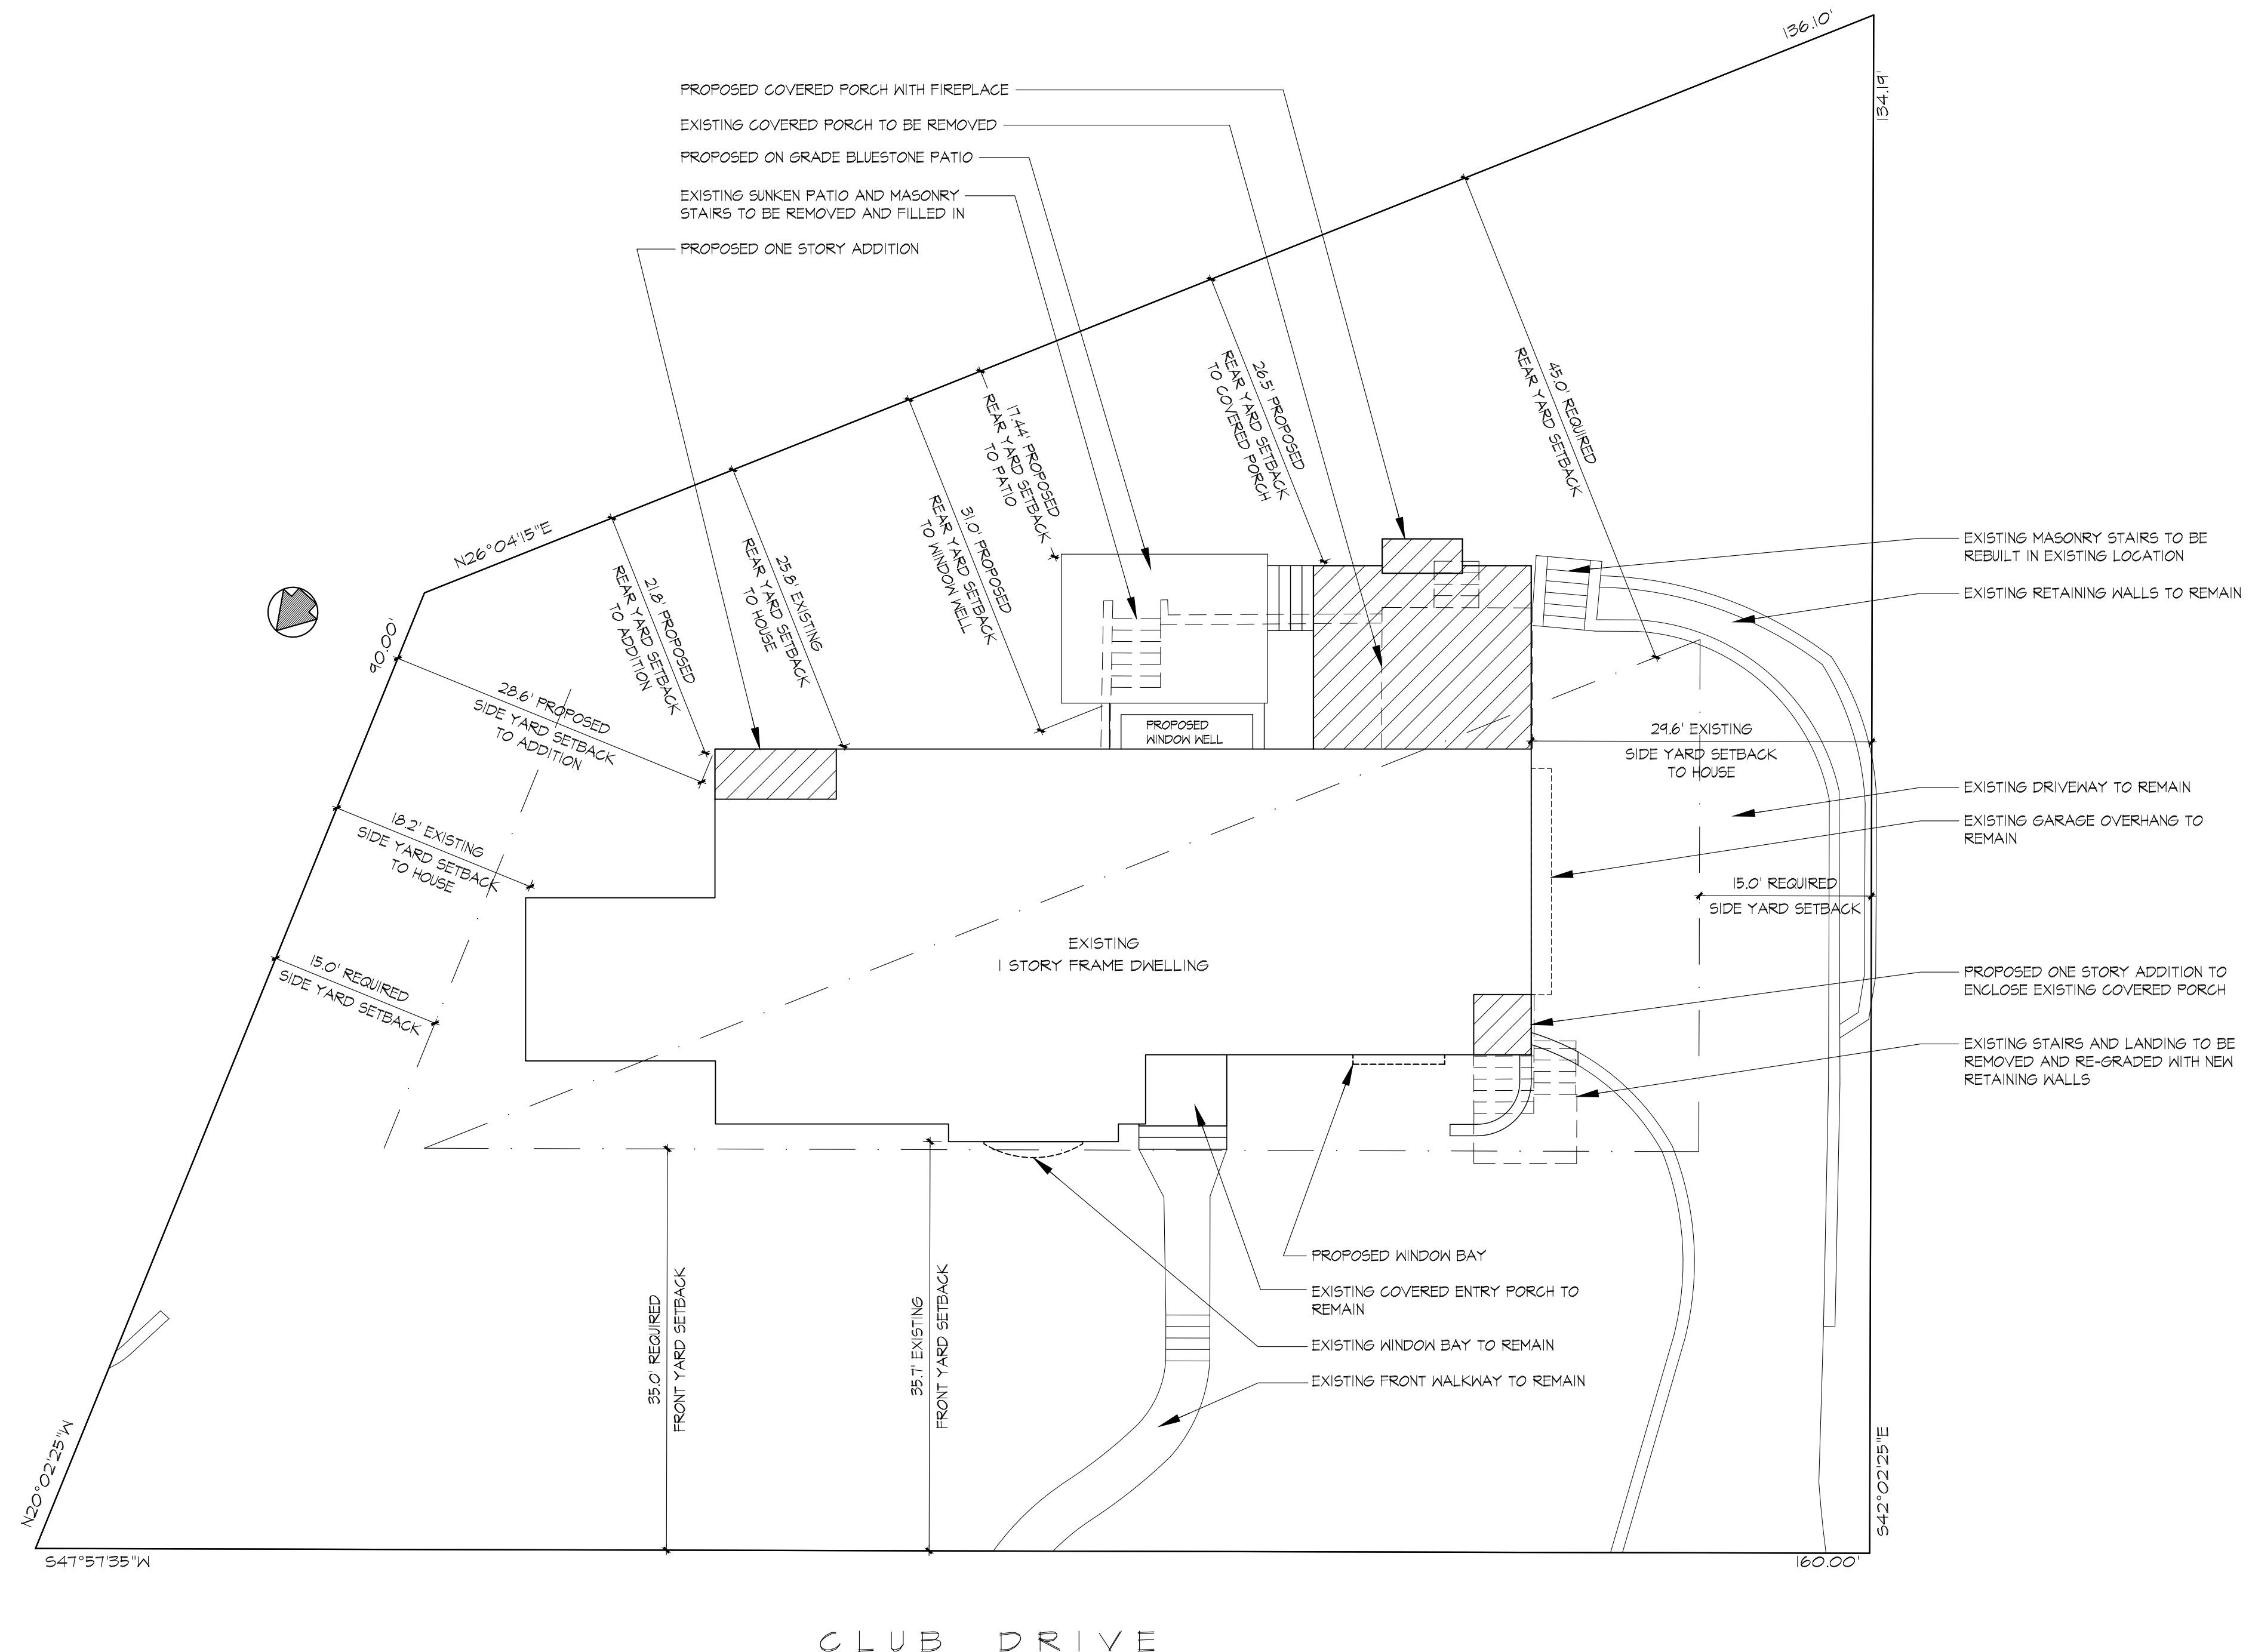 136.10'
134.19'
PROPOSED COVERED PORCH WITH FIREPLACE
EXISTING COVERED PORCH TO BE REMOVED
PROPOSED ON GRADE BLUESTONE PATIO
EXISTING SUNKEN PATIO AND MASONRY
STAIRS TO BE REMOVED AND FILLED IN
PROPOSED ONE STORY ADDITION
45.0' REQUIRED
REAR YARD SETBACK
26.5' PROPOSED
REAR YARD SETBACK
TO COVERED PORCH
17.44' PROPOSED
REAR YARD SETBACK
TO PATIO
31.0' PROPOSED
REAR YARD SETBACK
TO WINDOW WELL
25.8' EXISTING
REAR YARD SETBACK
TO HOUSE
21.8' PROPOSED
REAR YARD SETBACK
TO ADDITION
N26°04'15"E
90.00'
28.6' PROPOSED
SIDE YARD SETBACK
TO ADDITION
18.2' EXISTING
SIDE YARD SETBACK
TO HOUSE
15.0' REQUIRED
SIDE YARD SETBACK
PROPOSED
WINDOW WELL
29.6' EXISTING
SIDE YARD SETBACK
TO HOUSE
15.0' REQUIRED
SIDE YARD SETBACK
EXISTING
1 STORY FRAME DWELLING
EXISTING MASONRY STAIRS TO BE
REBUILT IN EXISTING LOCATION
EXISTING RETAINING WALLS TO REMAIN
EXISTING DRIVEWAY TO REMAIN
EXISTING GARAGE OVERHANG TO
REMAIN
PROPOSED ONE STORY ADDITION TO
ENCLOSE EXISTING COVERED PORCH
EXISTING STAIRS AND LANDING TO BE
REMOVED AND RE-GRADED WITH NEW
RETAINING WALLS
35.0' REQUIRED
FRONT YARD SETBACK
35.7' EXISTING
FRONT YARD SETBACK
PROPOSED WINDOW BAY
EXISTING COVERED ENTRY PORCH TO
REMAIN
EXISTING WINDOW BAY TO REMAIN
EXISTING FRONT WALKWAY TO REMAIN
N20°02'25"W
S42°02'25"E
S47°57'35"W
160.00'
CLUB DRIVE